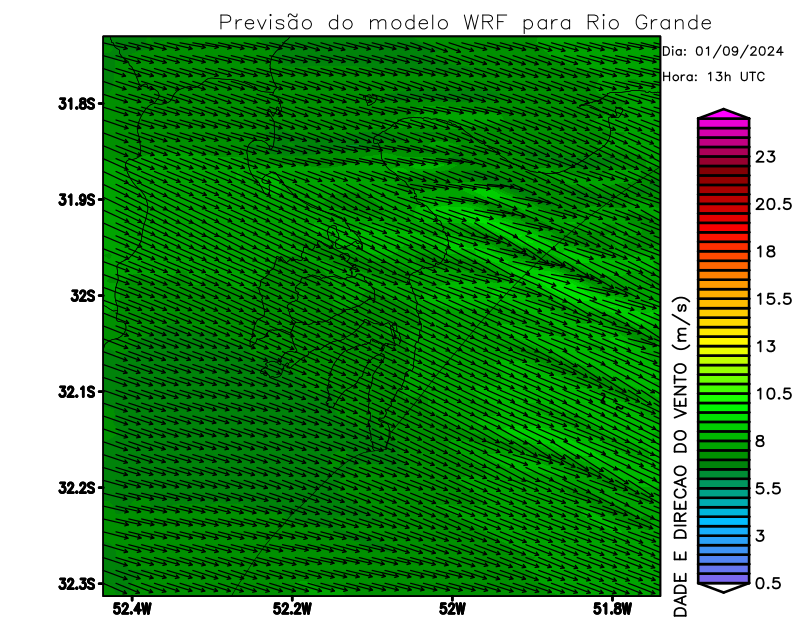 Previsão do modelo WRF para Rio Grande
Dia: 01/09/2024
Hora: 13h UTC
31.8S
31.9S
32S
32.1S
32.2S
32.3S
52.4W
52.2W
52W
51.8W
23
20.5
18
15.5
13
10.5
8
5.5
3
0.5
DADE E DIRECAO DO VENTO (m/s)